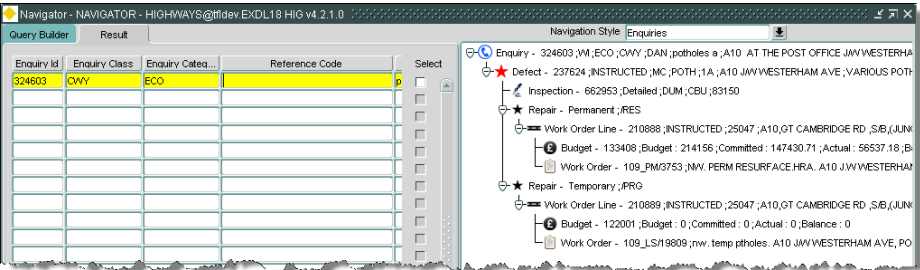 Navigator - NAVIGATOR - HIGHWAYS@tfldev.EXDL18 HIG v4.2.1.0
Query Builder Result
Navigation Style Enquiries
Enquiry Id Enquiry Class Enquiry Categ... Reference Code Select
324603 CWY ECO p
Enquiry - 324603 ;WI ;ECO ;CWY ;DAN ;potholes a ;A10 AT THE POST OFFICE J/W WESTERHA
Defect - 237624 ;INSTRUCTED ;MC ;POTH ;1A ;A10 J/W WESTERHAM AVE ;VARIOUS POTH
Inspection - 662953 ;Detailed ;DUM ;CBU ;83150
Repair - Permanent ;/RES
Work Order Line - 210888 ;INSTRUCTED ;25047 ;A10,GT CAMBRIDGE RD ,S/B,(JUN
Budget - 133408 ;Budget : 214156 ;Committed : 147430.71 ; Actual : 56537.18 ;B
Work Order - 109_PM/3753 ;NW. PERM RESURFACE.HRA. A10 J.W WESTERHA
Repair - Temporary ;/PRG
Work Order Line - 210889 ;INSTRUCTED ;25047 ;A10,GT CAMBRIDGE RD ,S/B,(JUN
Budget - 122001 ;Budget : 0 ;Committed : 0 ; Actual : 0 ;Balance : 0
Work Order - 109_LS/19809 ;nw. temp ptholes. A10 J/W WESTERHAM AVE, PO